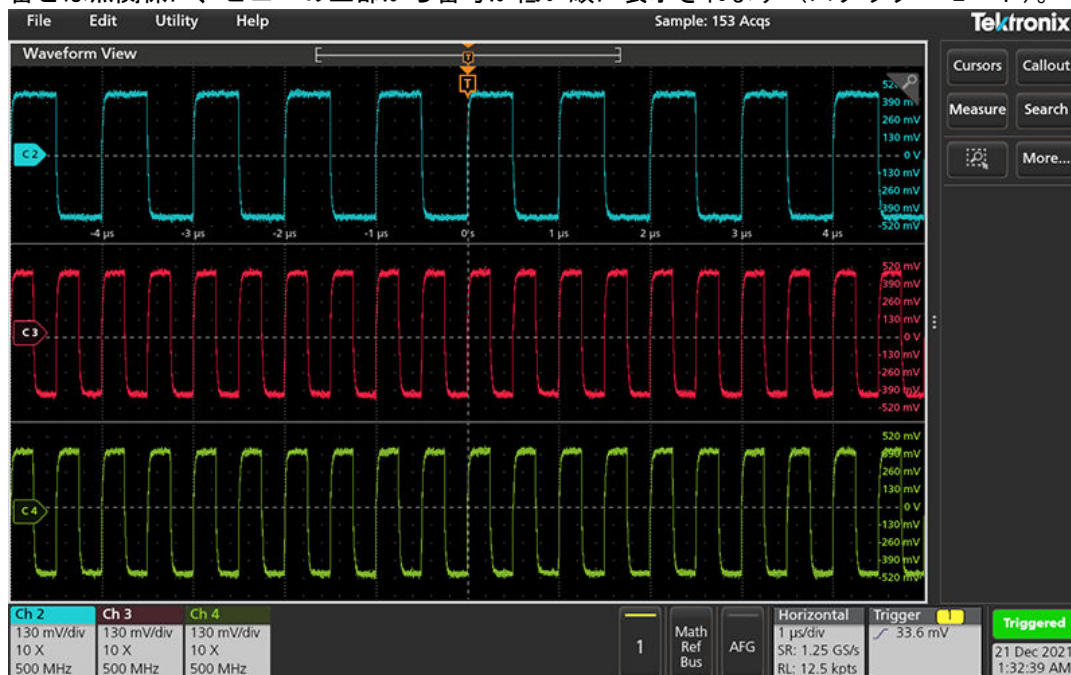 File Edit Utility Help Sample: 153 Acqs Tektronix
Waveform View
Cursors Callout
Measure Search
More...
T
T
390 m
260 mV
130 mV
0 V
-130 mV
-260 mV
-390 mV
-520 mV
C 2
-4 µs -3 µs -2 µs -1 µs 0 s 1 µs 2 µs 3 µs 4 µs
520 mV
390 mV
260 mV
130 mV
0 V
-130 mV
-260 mV
-390 mV
-520 mV
C 3
520 mV
390 mV
260 mV
130 mV
0 V
-130 mV
-260 mV
-390 mV
-520 mV
C 4
Ch 2
130 mV/div
10 X
500 MHz
Ch 3
130 mV/div
10 X
500 MHz
Ch 4
130 mV/div
10 X
500 MHz
1
Math
Ref
Bus
AFG
Horizontal
1 µs/div
SR: 1.25 GS/s
RL: 12.5 kpts
Trigger 1
33.6 mV
Triggered
21 Dec 2021
1:32:39 AM